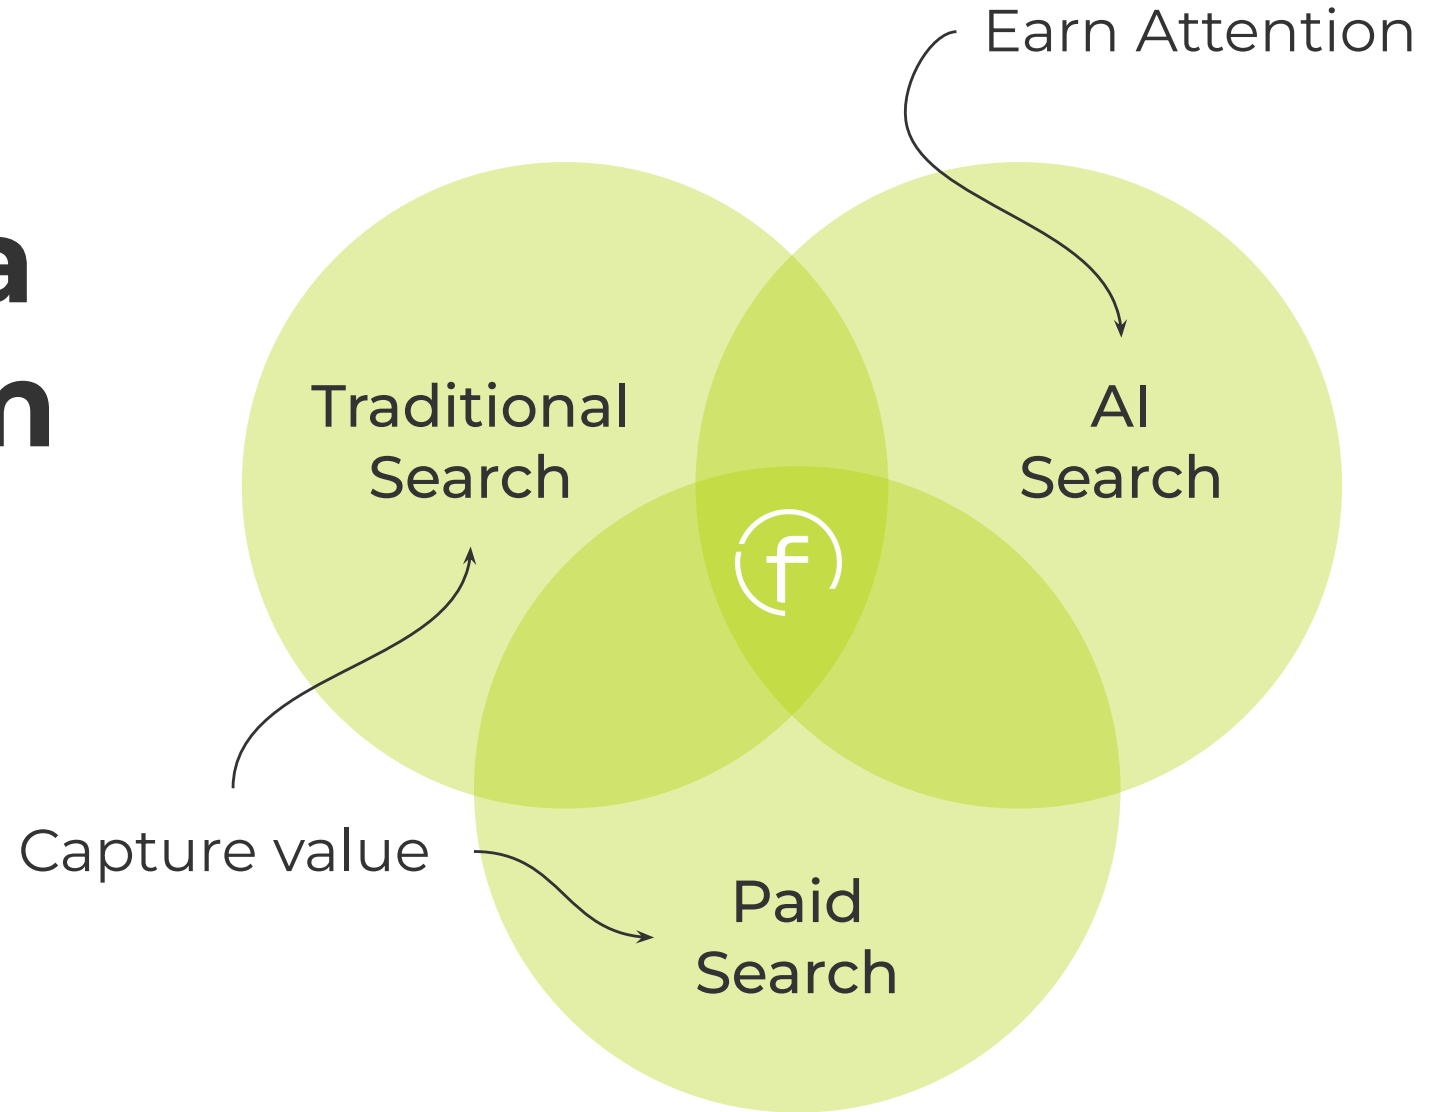 Earn Attention
a
m
Traditional
Search
AI
Search
f
Capture value
Paid
Search